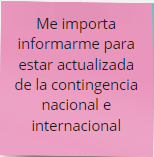 Me importa
informarme para
estar actualizada
de la contingencia
nacional e
internacional